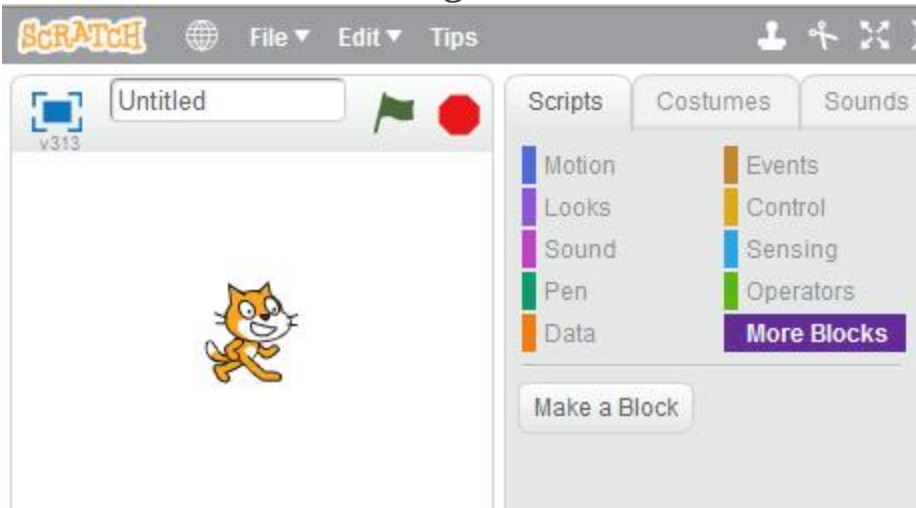 SCRATCH File▼ Edit▼ Tips
Untitled
v313
Scripts Costumes Sounds
Motion Events
Looks Control
Sound Sensing
Pen Operators
Data More Blocks
Make a Block